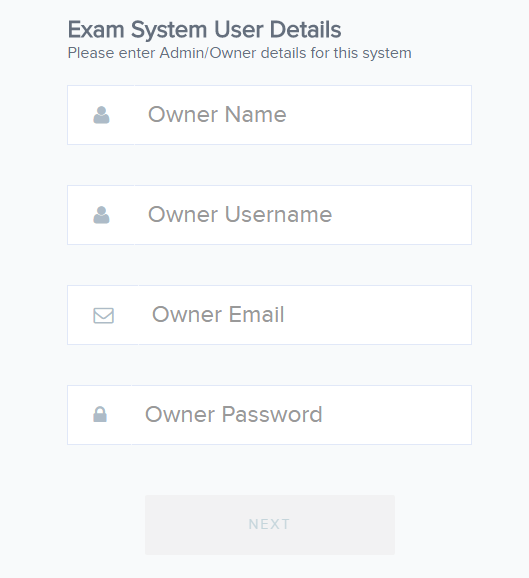 Exam System User Details
Please enter Admin/Owner details for this system
Owner Name
Owner Username
Owner Email
Owner Password
NEXT